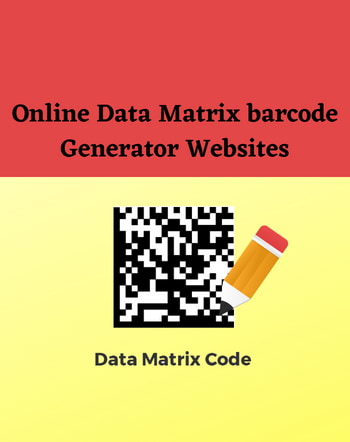 Online Data Matrix barcode
Generator Websites
Data Matrix Code